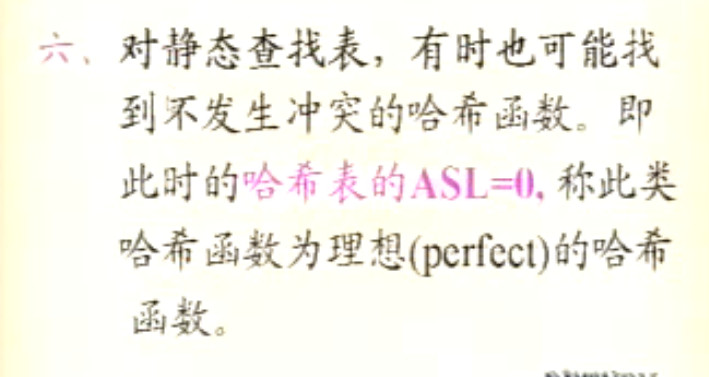 六、对静态查找表，有时也可能找
到不发生冲突的哈希函数。即
此时的哈希表的ASL=0,称此类
哈希函数为理想(perfect)的哈希
函数。